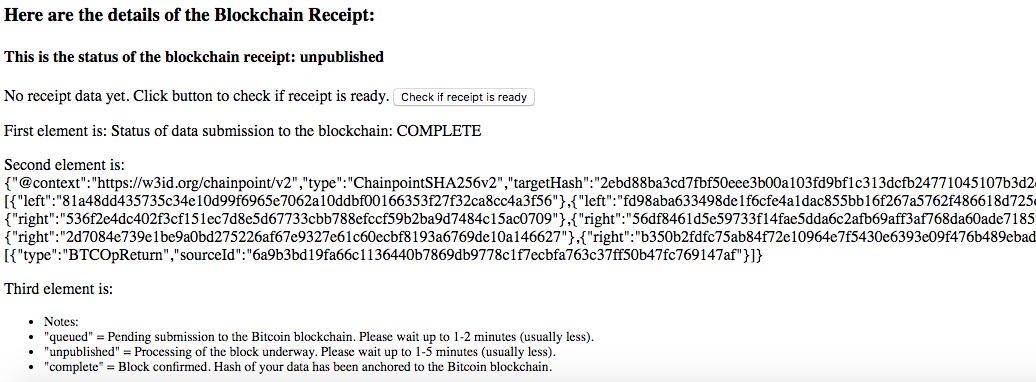 Here are the details of the Blockchain Receipt:
This is the status of the blockchain receipt: unpublished
No receipt data yet. Click button to check if receipt is ready. Check if receipt is ready
First element is: Status of data submission to the blockchain: COMPLETE
Second element is:
{"@context":"https://w3id.org/chainpoint/v2","type":"ChainpointSHA256v2","targetHash":"2ebd88ba3cd7fbf50eee3b00a103fd9bf1c313dcfb24771045107b3d2
[{"left":"81a48dd435735c34e10d99f6965e7062a10ddbf00166353f27f32ca8cc4a3f56"},{"left":"fd98aba633498de1f6cfe4a1dac855bb16f267a5762f486618d725
{"right":"536f2e4dc402f3cf151ec7d8e5d67733cbb788efccf59b2ba9d7484c15ac0709"},{"right":"56df8461d5e59733f14fae5dda6c2afb69aff3af768da60ade7185
{"right":"2d7084e739e1be9a0bd275226af67e9327e61c60ecbf8193a6769de10a146627"},{"right":"b350b2fdfc75ab84f72e10964e7f5430e6393e09f476b489ebad
[{"type":"BTCOpReturn","sourceId":"6a9b3bd19fa66c1136440b7869db9778c1f7ecbfa763c37ff50b47fc769147af"}]}
Third element is:
• Notes:
• "queued" = Pending submission to the Bitcoin blockchain. Please wait up to 1-2 minutes (usually less).
• "unpublished" = Processing of the block underway. Please wait up to 1-5 minutes (usually less).
• "complete" = Block confirmed. Hash of your data has been anchored to the Bitcoin blockchain.